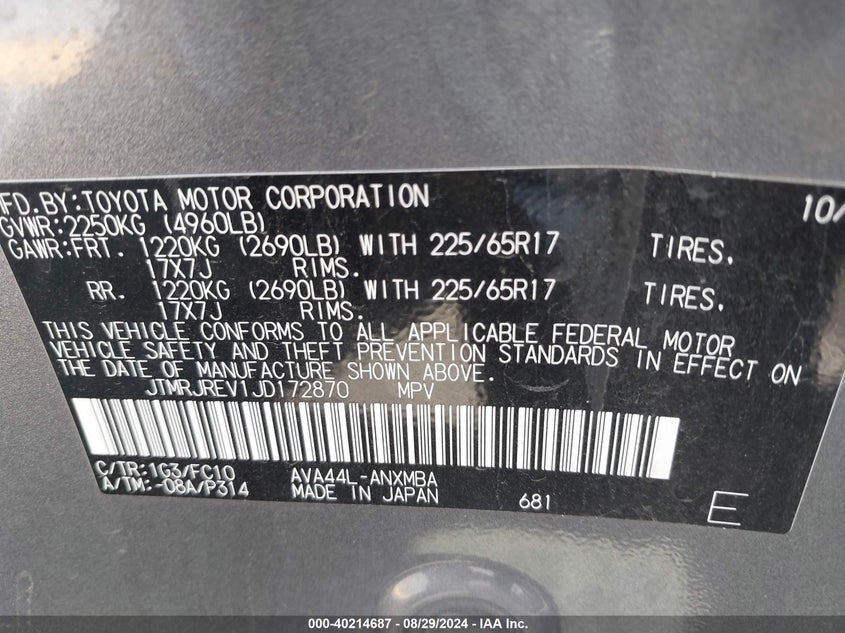 FD. BY: TOYOTA MOTOR CORPORATION 10/
GVWR: 2250KG (4960LB)
GAWR: FRT. 1220KG (2690LB) WITH 225/65R17 TIRES.
17X7J RIMS.
RR. 1220KG (2690LB) WITH 225/65R17 TIRES.
17X7J RIMS.
THIS VEHICLE CONFORMS TO ALL APPLICABLE FEDERAL MOTOR
VEHICLE SAFETY AND THEFT PREVENTION STANDARDS IN EFFECT ON
THE DATE OF MANUFACTURE SHOWN ABOVE.
JTMRJREV1JD172870 MPV
C/TR: 1G3/FC10 AVA44L-ANXMBA
A/TM: -08A/P314 MADE IN JAPAN 681 E
000-40214687 - 08/29/2024 - IAA, Inc.